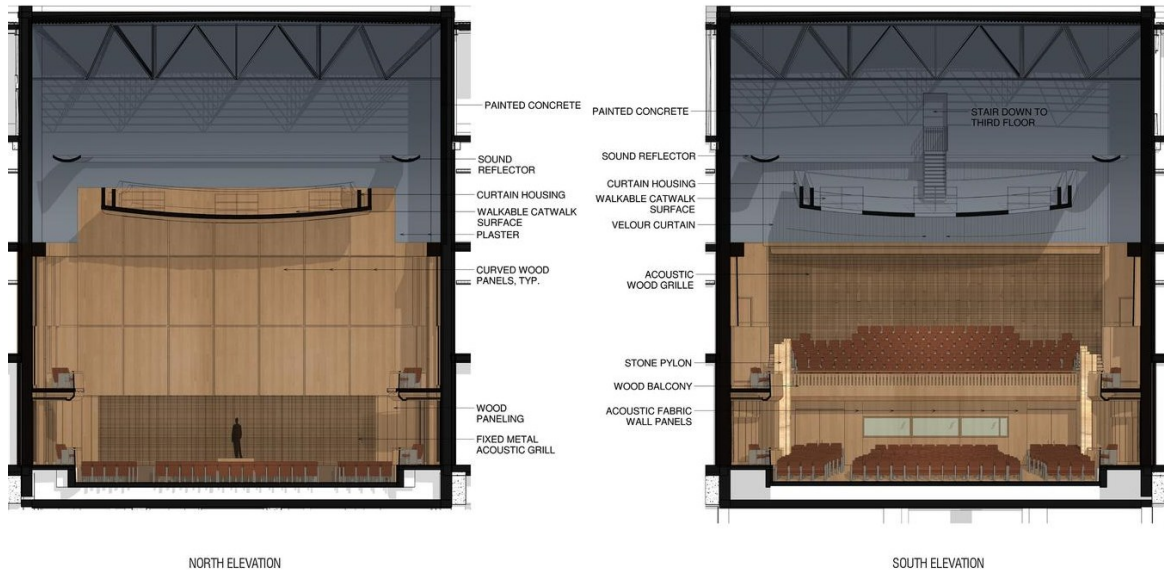 PAINTED CONCRETE
SOUND
REFLECTOR
CURTAIN HOUSING
WALKABLE CATWALK
SURFACE
PLASTER
CURVED WOOD
PANELS, TYP.
WOOD
PANELING
FIXED METAL
ACOUSTIC GRILL
NORTH ELEVATION
PAINTED CONCRETE
STAIR DOWN TO
THIRD FLOOR
SOUND REFLECTOR
CURTAIN HOUSING
WALKABLE CATWALK
SURFACE
VELOUR CURTAIN
ACOUSTIC
WOOD GRILLE
STONE PYLON
WOOD BALCONY
ACOUSTIC FABRIC
WALL PANELS
SOUTH ELEVATION